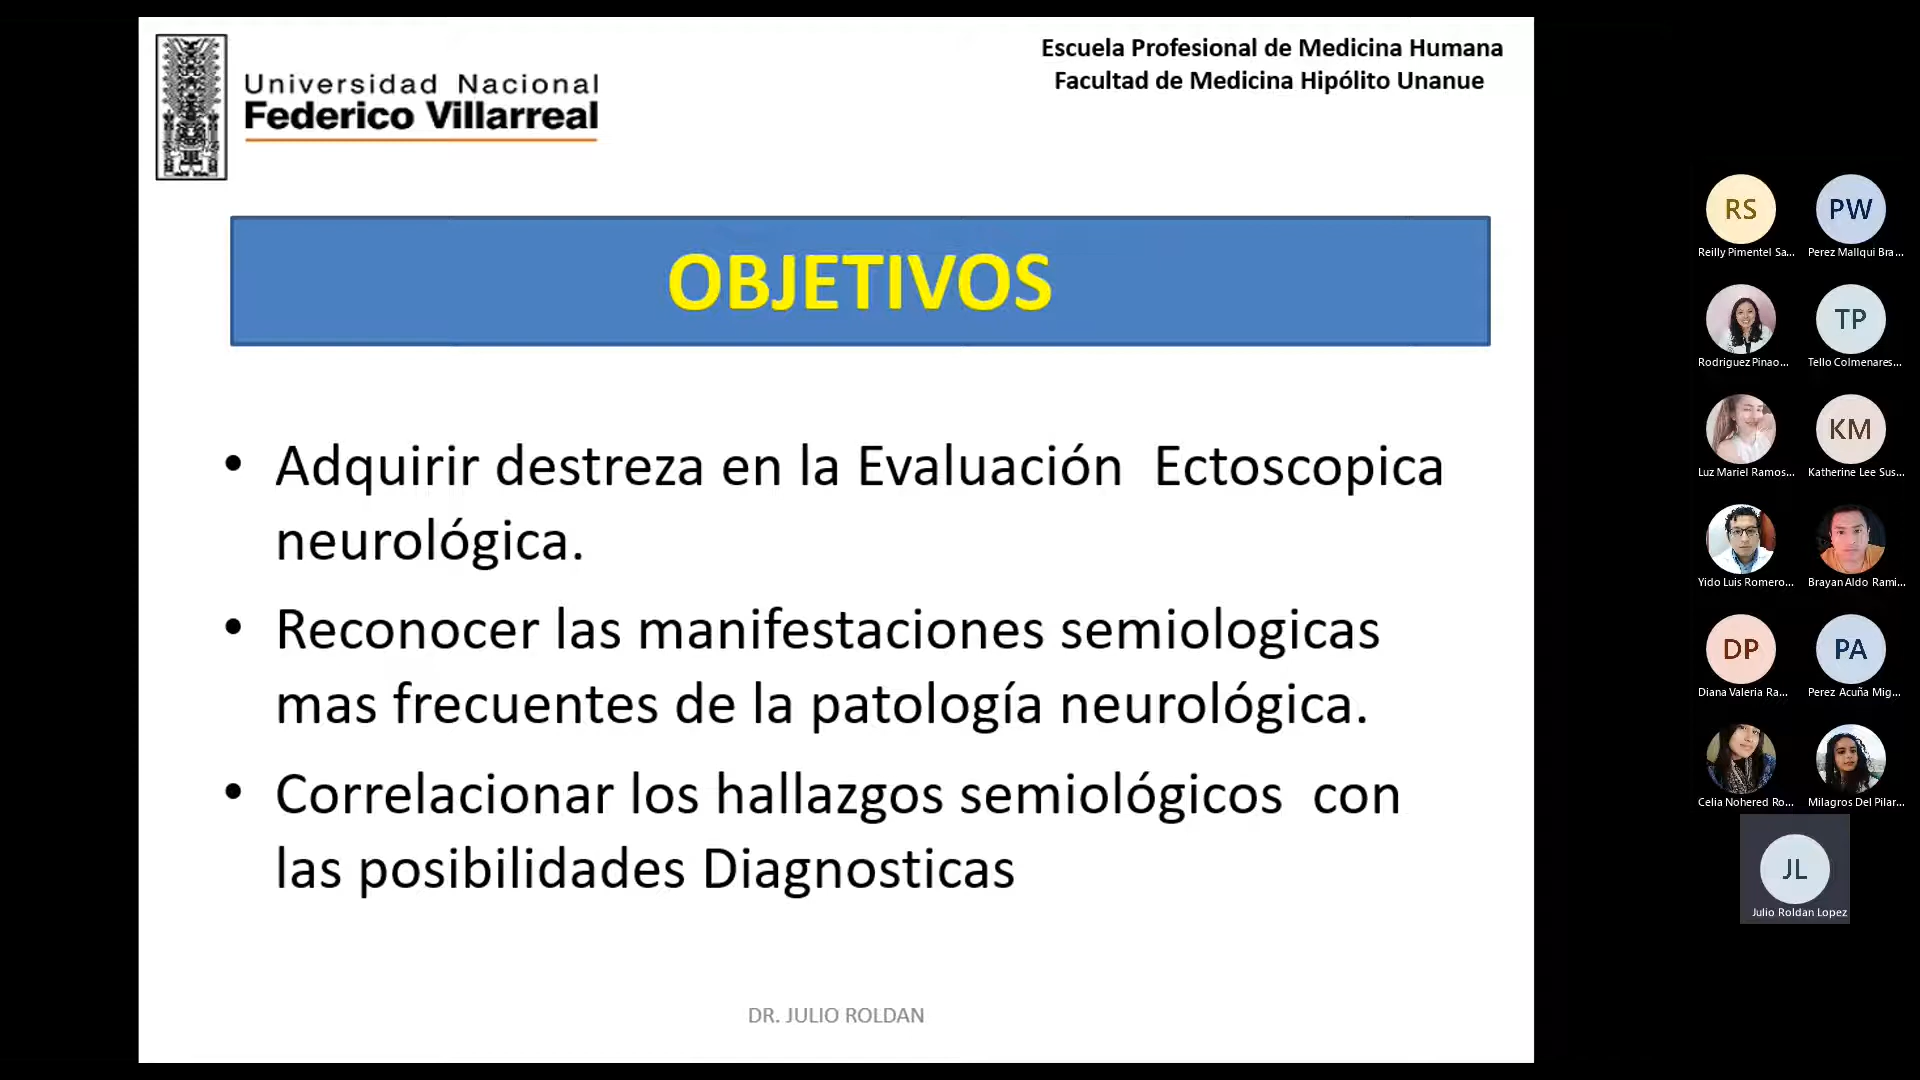 Universidad Nacional
Federico Villarreal
Escuela Profesional de Medicina Humana
Facultad de Medicina Hipólito Unanue
OBJETIVOS
• Adquirir destreza en la Evaluación Ectoscopica
neurológica.
• Reconocer las manifestaciones semiologicas
mas frecuentes de la patología neurológica.
• Correlacionar los hallazgos semiológicos con
las posibilidades Diagnosticas
DR. JULIO ROLDAN
RS
PW
Reilly Pimentel Sa...
Perez Mallqui Bra...
TP
Rodriguez Pinao...
Tello Colmenares...
KM
Luz Mariel Ramos...
Katherine Lee Sus...
Yido Luis Romero...
Brayan Aldo Rami...
DP
PA
Diana Valeria Ra...
Perez Acuña Mig...
Celia Nohered Ro...
Milagros Del Pilar...
JL
Julio Roldan Lopez